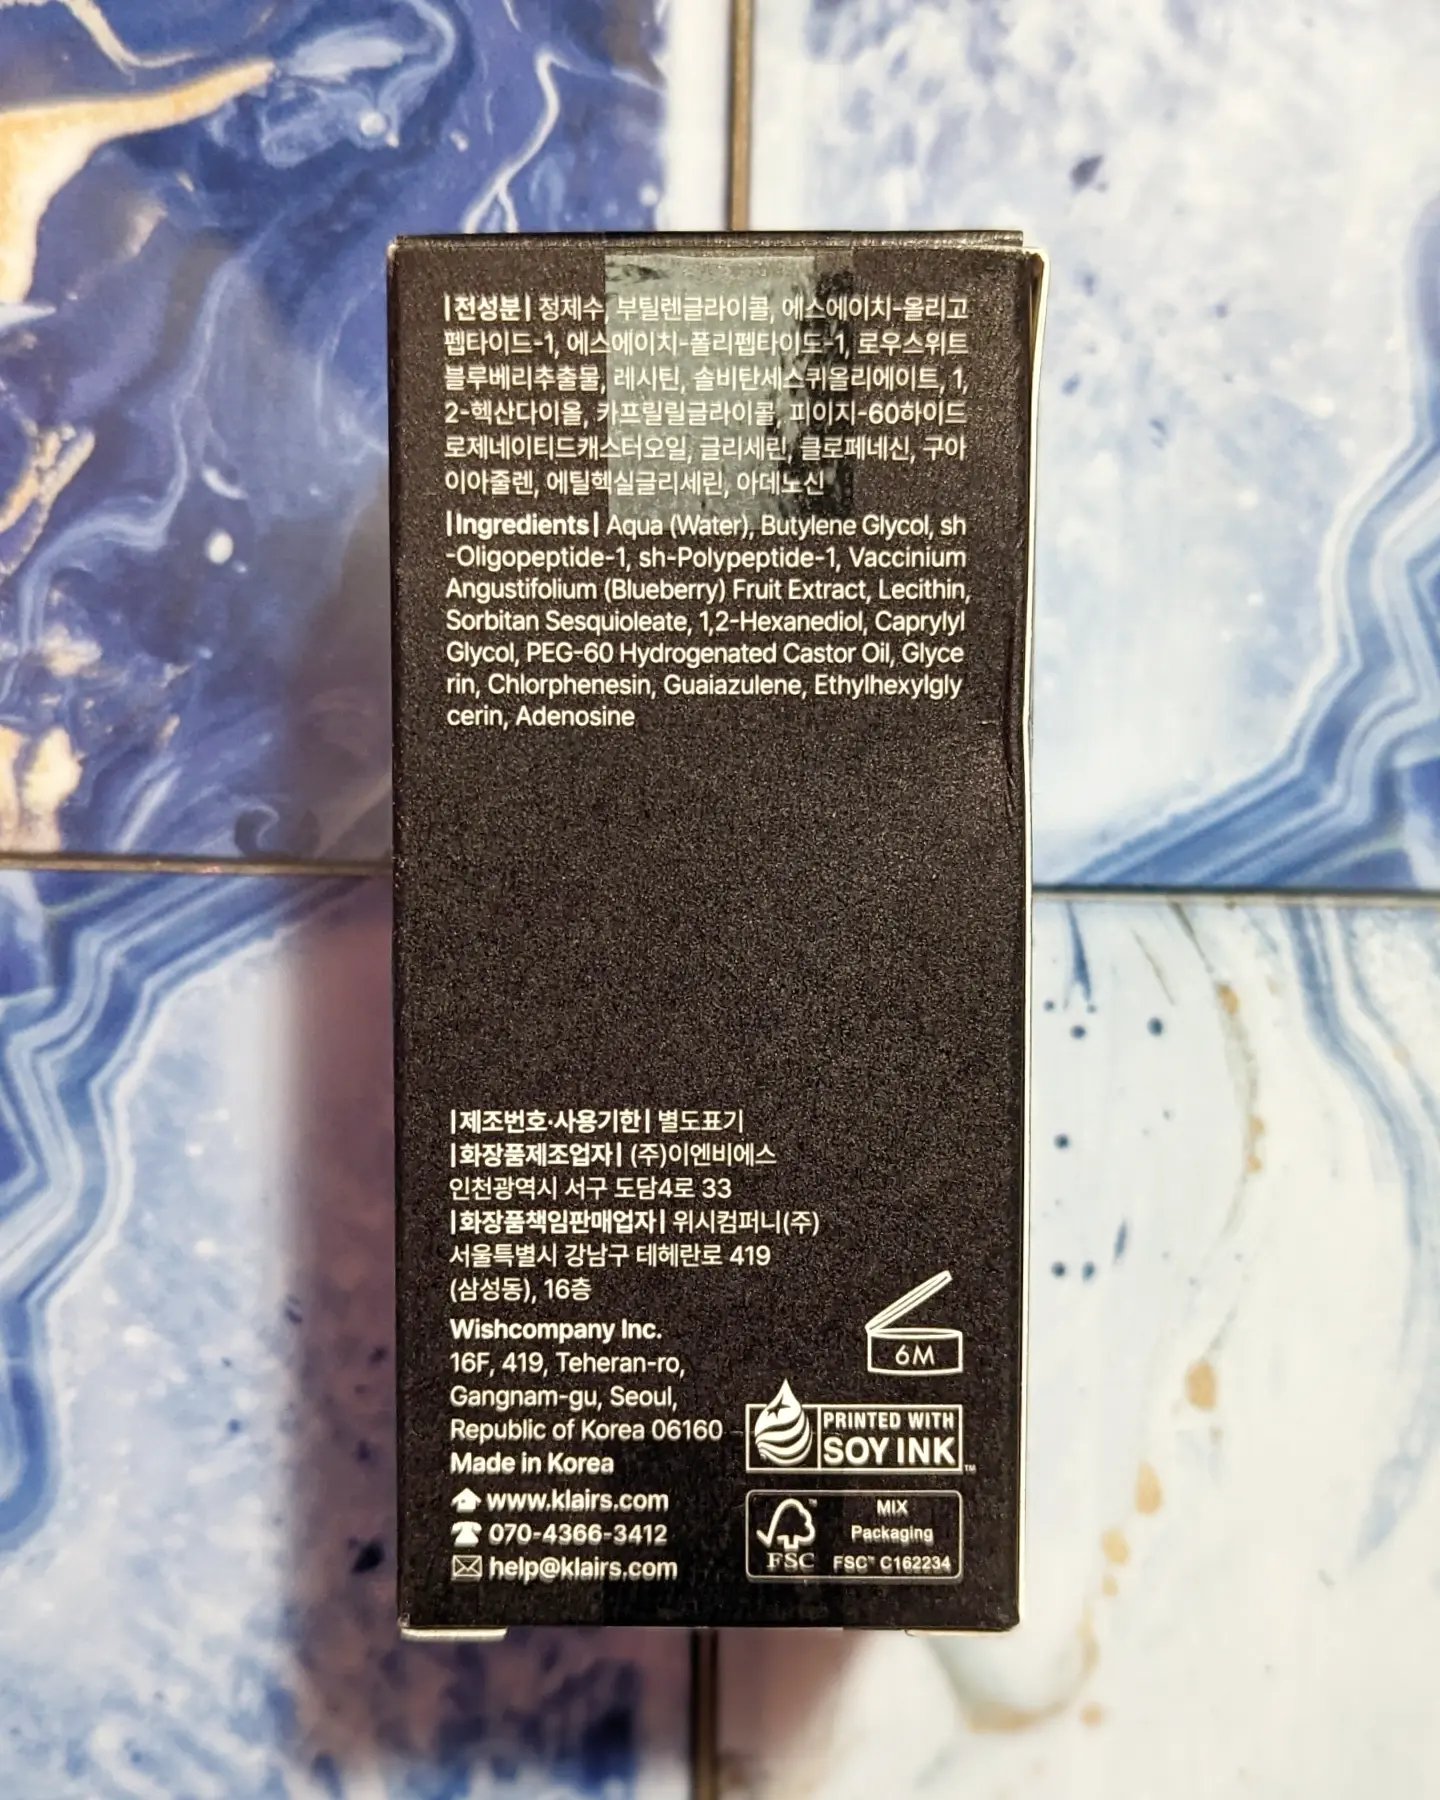 |전성분| 정제수, 부틸렌글라이콜, 에스에이치-올리고
펩타이드-1, 에스에이치-폴리펩타이드-1, 로우스위트
블루베리추출물, 레시틴, 솔비탄세스퀴올리에이트, 1,
2-헥산다이올, 카프릴릴글라이콜, 피이지-60하이드
로제네이티드캐스터오일, 글리세린, 클로페네신, 구아
이아줄렌, 에틸헥실글리세린, 아데노신
|Ingredients| Aqua (Water), Butylene Glycol, sh
-Oligopeptide-1, sh-Polypeptide-1, Vaccinium
Angustifolium (Blueberry) Fruit Extract, Lecithin,
Sorbitan Sesquioleate, 1,2-Hexanediol, Caprylyl
Glycol, PEG-60 Hydrogenated Castor Oil, Glyce
rin, Chlorphenesin, Guaiazulene, Ethylhexylgly
cerin, Adenosine
|제조번호·사용기한| 별도표기
|화장품제조업자| (주)이엔비에스
인천광역시 서구 도담4로 33
|화장품책임판매업자| 위시컴퍼니(주)
서울특별시 강남구 테헤란로 419
(삼성동), 16층
Wishcompany Inc.
16F, 419, Teheran-ro,
Gangnam-gu, Seoul,
Republic of Korea 06160
Made in Korea
www.klairs.com
070-4366-3412
help@klairs.com
6M
PRINTED WITH
SOY INK™
FSC™
MIX
Packaging
FSC™ C162234